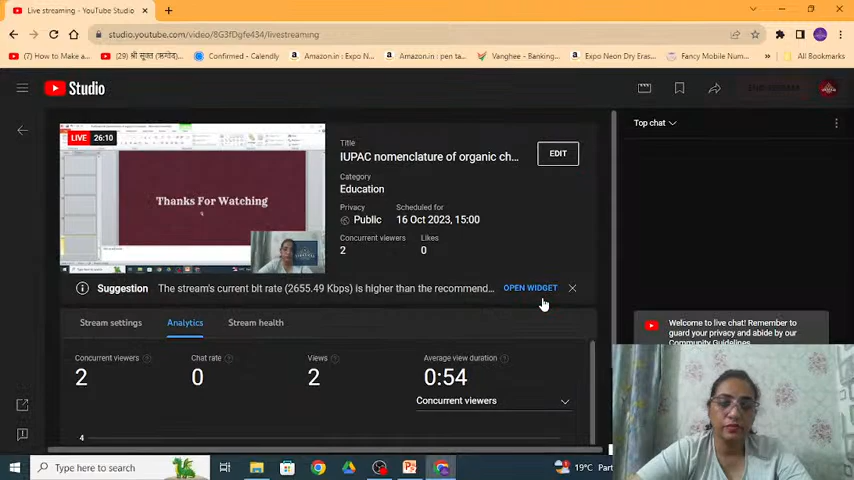 Live streaming - YouTube Studio
studio.youtube.com/video/8G3fDgfe434/livestreaming
(7) How to Make a...
(29) श्री सूक्त (ऋग्वेद)...
Confirmed - Calendly
Amazon.in : Expo N...
Amazon.in : pen ta...
Vanghee - Banking...
Expo Neon Dry Eras...
Fancy Mobile Num...
Studio
LIVE 26:10
Thanks For Watching
Title
IUPAC nomenclature of organic ch...
EDIT
Category
Education
Privacy
Public
Scheduled for
16 Oct 2023, 15:00
Concurrent viewers
2
Likes
0
Top chat
Suggestion The stream's current bit rate (2655.49 Kbps) is higher than the recommend...
OPEN WIDGET
Stream settings
Analytics
Stream health
Concurrent viewers
2
Chat rate
0
Views
2
Average view duration
0:54
Concurrent viewers
4
Welcome to live chat! Remember to
guard your privacy and abide by our
Community Guidelines.
Type here to search
19°C Part